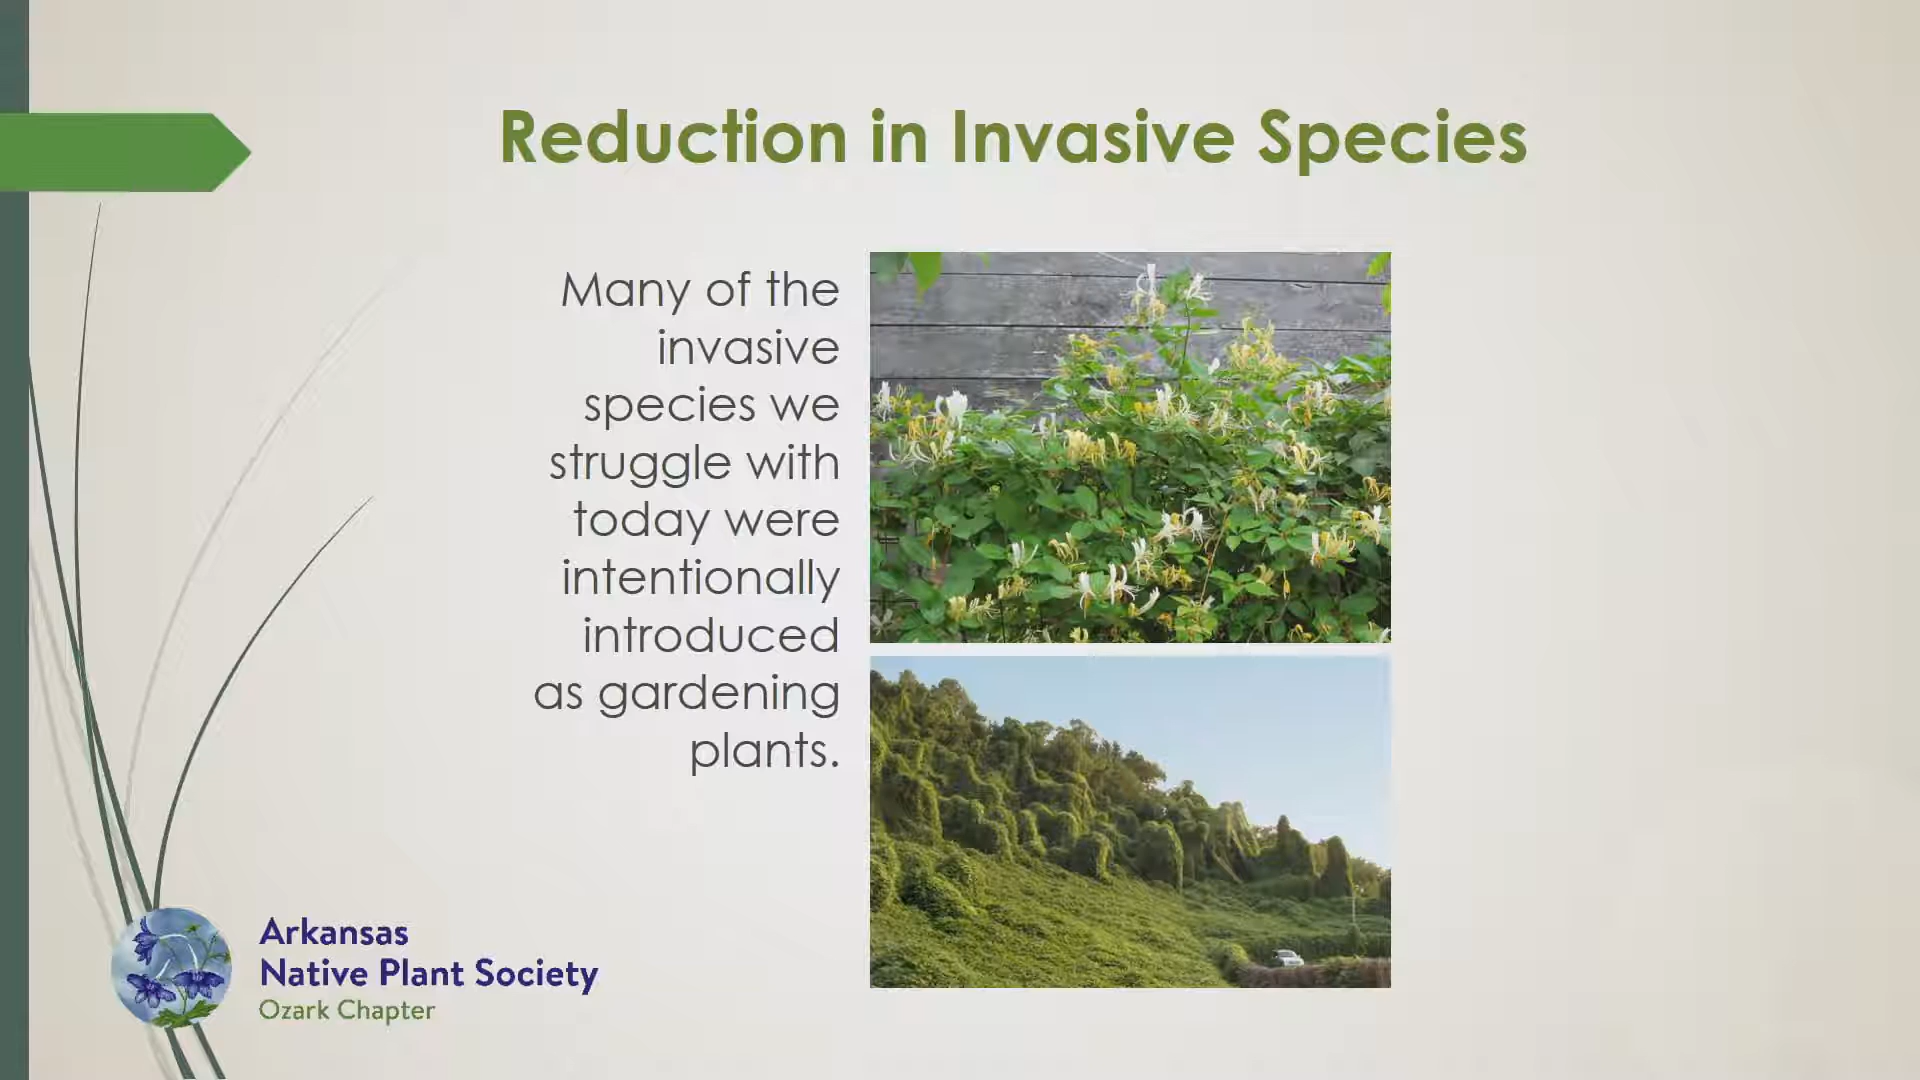 Reduction in Invasive Species
Many of the
invasive
species we
struggle with
today were
intentionally
introduced
as gardening
plants.
Arkansas
Native Plant Society
Ozark Chapter